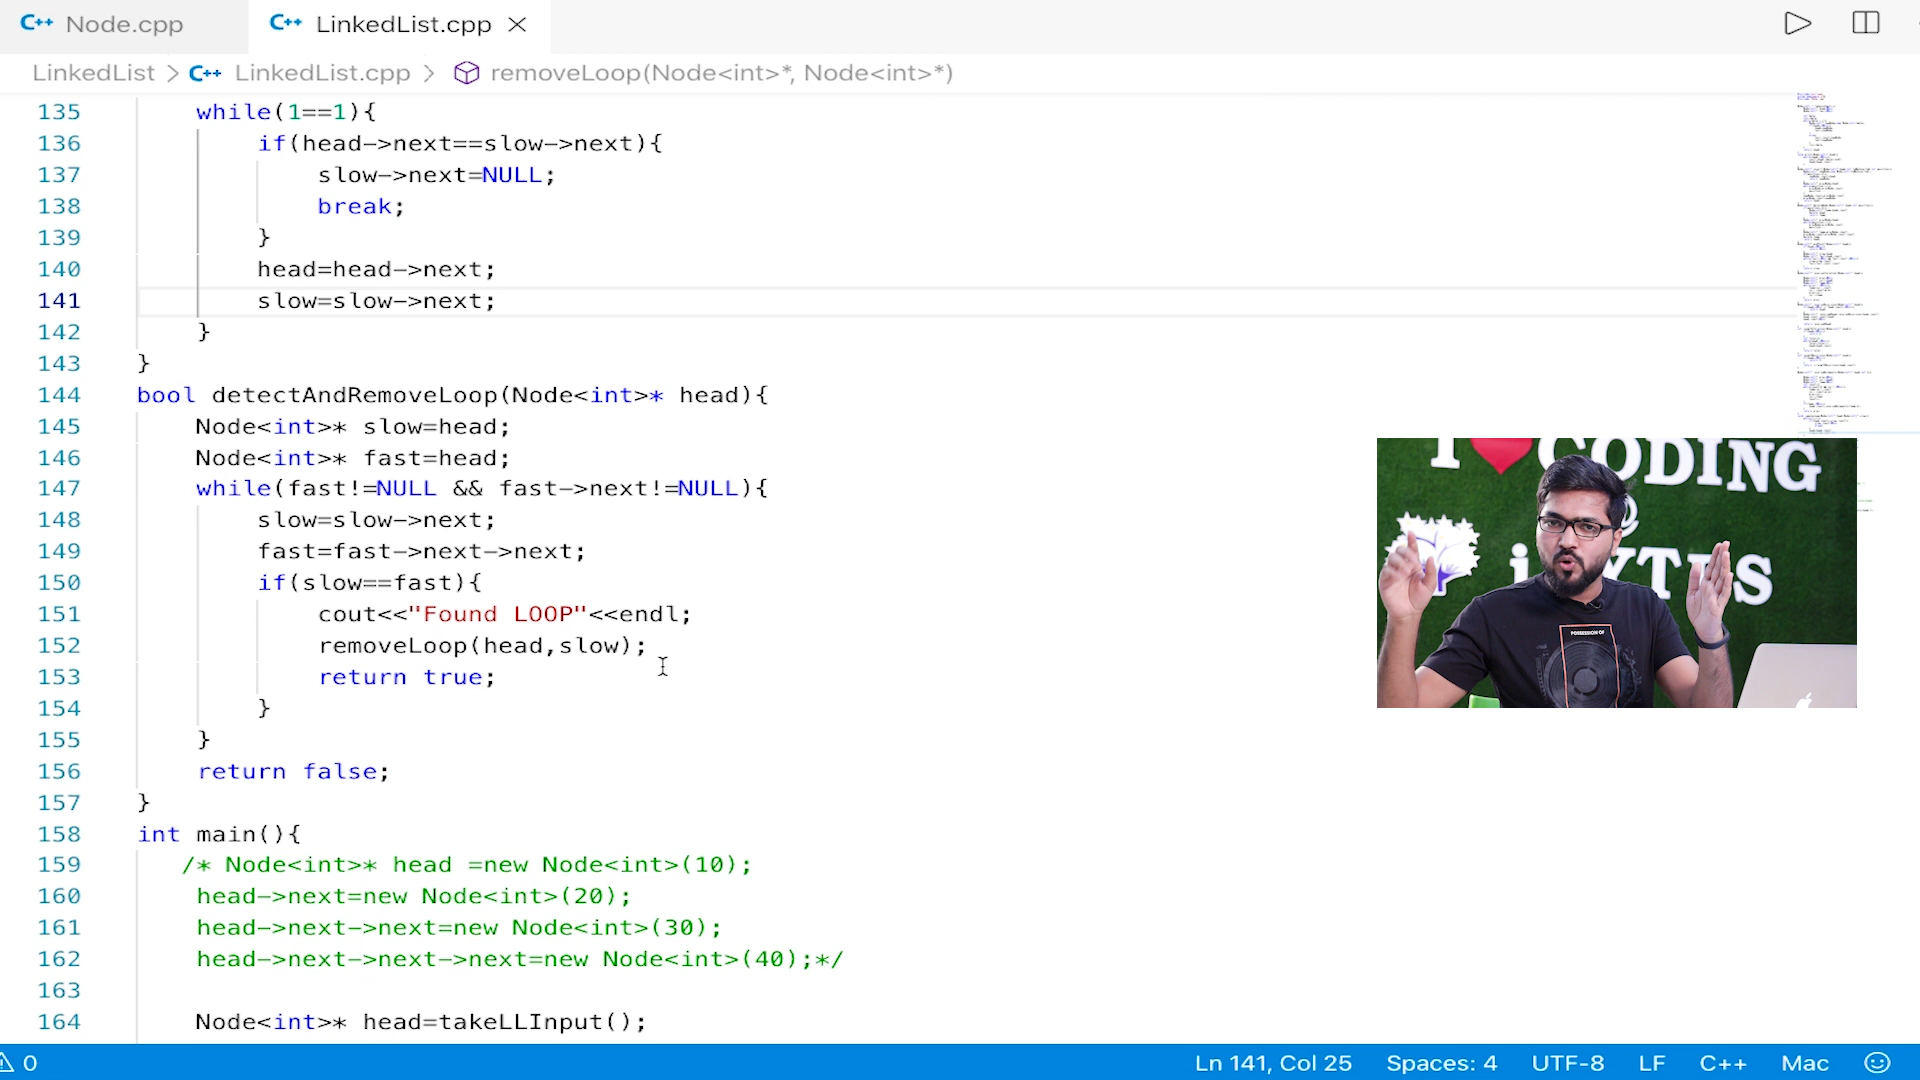 Node.cpp
LinkedList.cpp
LinkedList > LinkedList.cpp > removeLoop(Node<int>*, Node<int>*)
135 while(1==1){
136 if(head->next==slow->next){
137 slow->next=NULL;
138 break;
139 }
140 head=head->next;
141 slow=slow->next;
142 }
143 }
144 bool detectAndRemoveLoop(Node<int>* head){
145 Node<int>* slow=head;
146 Node<int>* fast=head;
147 while(fast!=NULL && fast->next!=NULL){
148 slow=slow->next;
149 fast=fast->next->next;
150 if(slow==fast){
151 cout<<"Found LOOP"<<endl;
152 removeLoop(head,slow);
153 return true;
154 }
155 }
156 return false;
157 }
158 int main(){
159 /* Node<int>* head =new Node<int>(10);
160 head->next=new Node<int>(20);
161 head->next->next=new Node<int>(30);
162 head->next->next->next=new Node<int>(40);*/
163
164 Node<int>* head=takeLLInput();
I CODING
@
POSSESSION OF
0 Ln 141, Col 25 Spaces: 4 UTF-8 LF C++ Mac